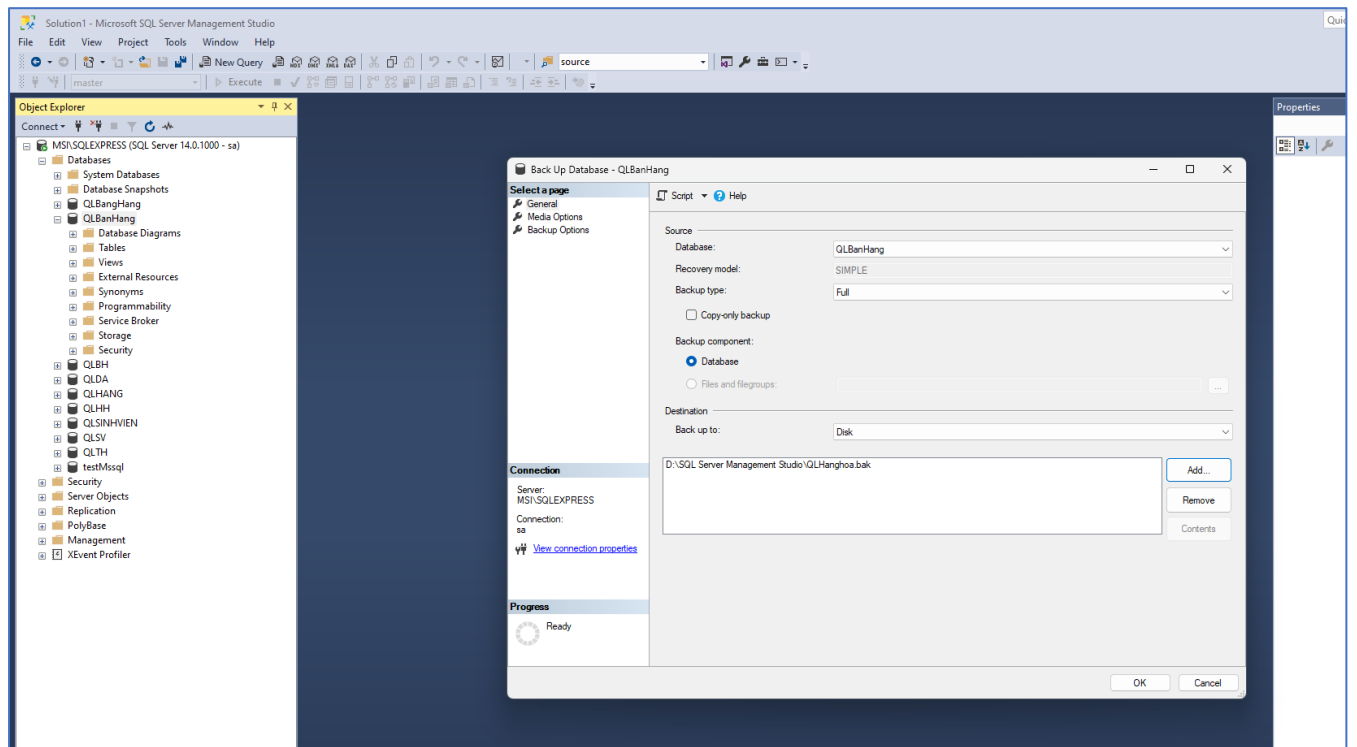 Solution1 - Microsoft SQL Server Management Studio
Quic
File Edit View Project Tools Window Help
New Query MDX DMX XMLA DAX source
master Execute
Object Explorer
Properties
Connect
MSI\SQLEXPRESS (SQL Server 14.0.1000 - sa)
Databases
System Databases
Database Snapshots
QLBangHang
QLBanHang
Database Diagrams
Tables
Views
External Resources
Synonyms
Programmability
Service Broker
Storage
Security
QLBH
QLDA
QLHANG
QLHH
QLSINHVIEN
QLSV
QLTH
testMssql
Security
Server Objects
Replication
PolyBase
Management
XEvent Profiler
Back Up Database - QLBanHang
Select a page
General
Media Options
Backup Options
Script Help
Source
Database: QLBanHang
Recovery model: SIMPLE
Backup type: Full
Copy-only backup
Backup component:
Database
Files and filegroups: ...
Destination
Back up to: Disk
D:\SQL Server Management Studio\QLHanghoa.bak
Add...
Remove
Contents
Connection
Server:
MSI\SQLEXPRESS
Connection:
sa
View connection properties
Progress
Ready
OK Cancel